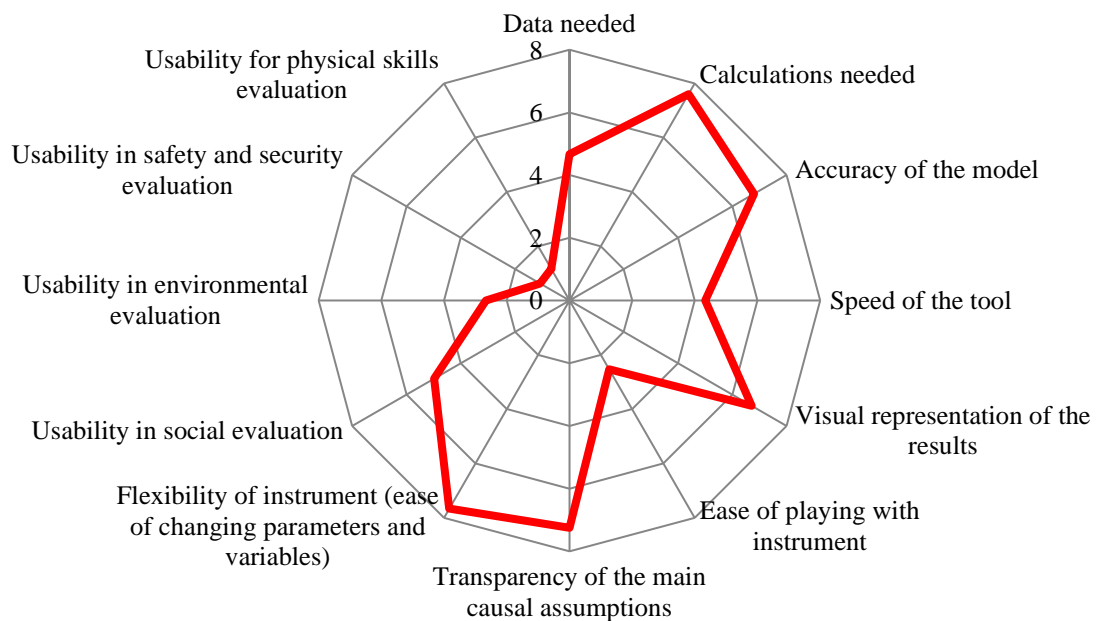 Data needed
Calculations needed
Accuracy of the model
Speed of the tool
Visual representation of the
results
Ease of playing with
instrument
Transparency of the main
causal assumptions
Flexibility of instrument (ease
of changing parameters and
variables)
Usability in social evaluation
Usability in environmental
evaluation
Usability in safety and security
evaluation
Usability for physical skills
evaluation
8
6
4
2
0